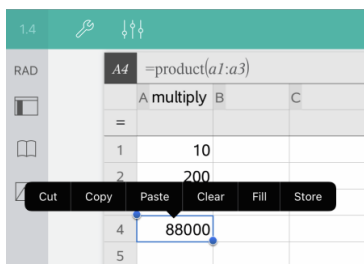 1.4
RAD A4 =product(a1:a3)
A multiply B C
=
1 10
2 200
Cut Copy Paste Clear Fill Store
4 88000
5